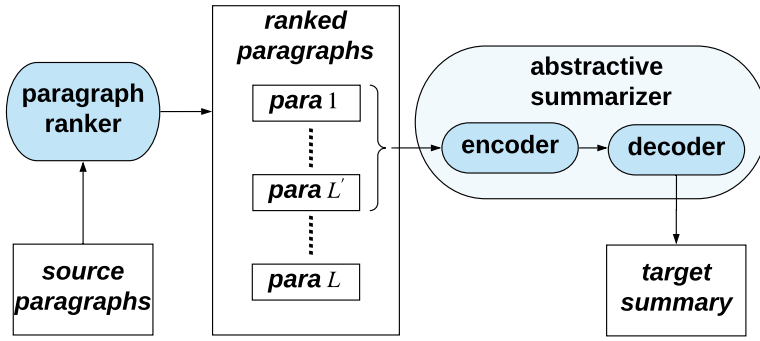 ranked
paragraphs
paragraph
ranker
para 1
para L′
para L
source
paragraphs
abstractive
summarizer
encoder
decoder
target
summary